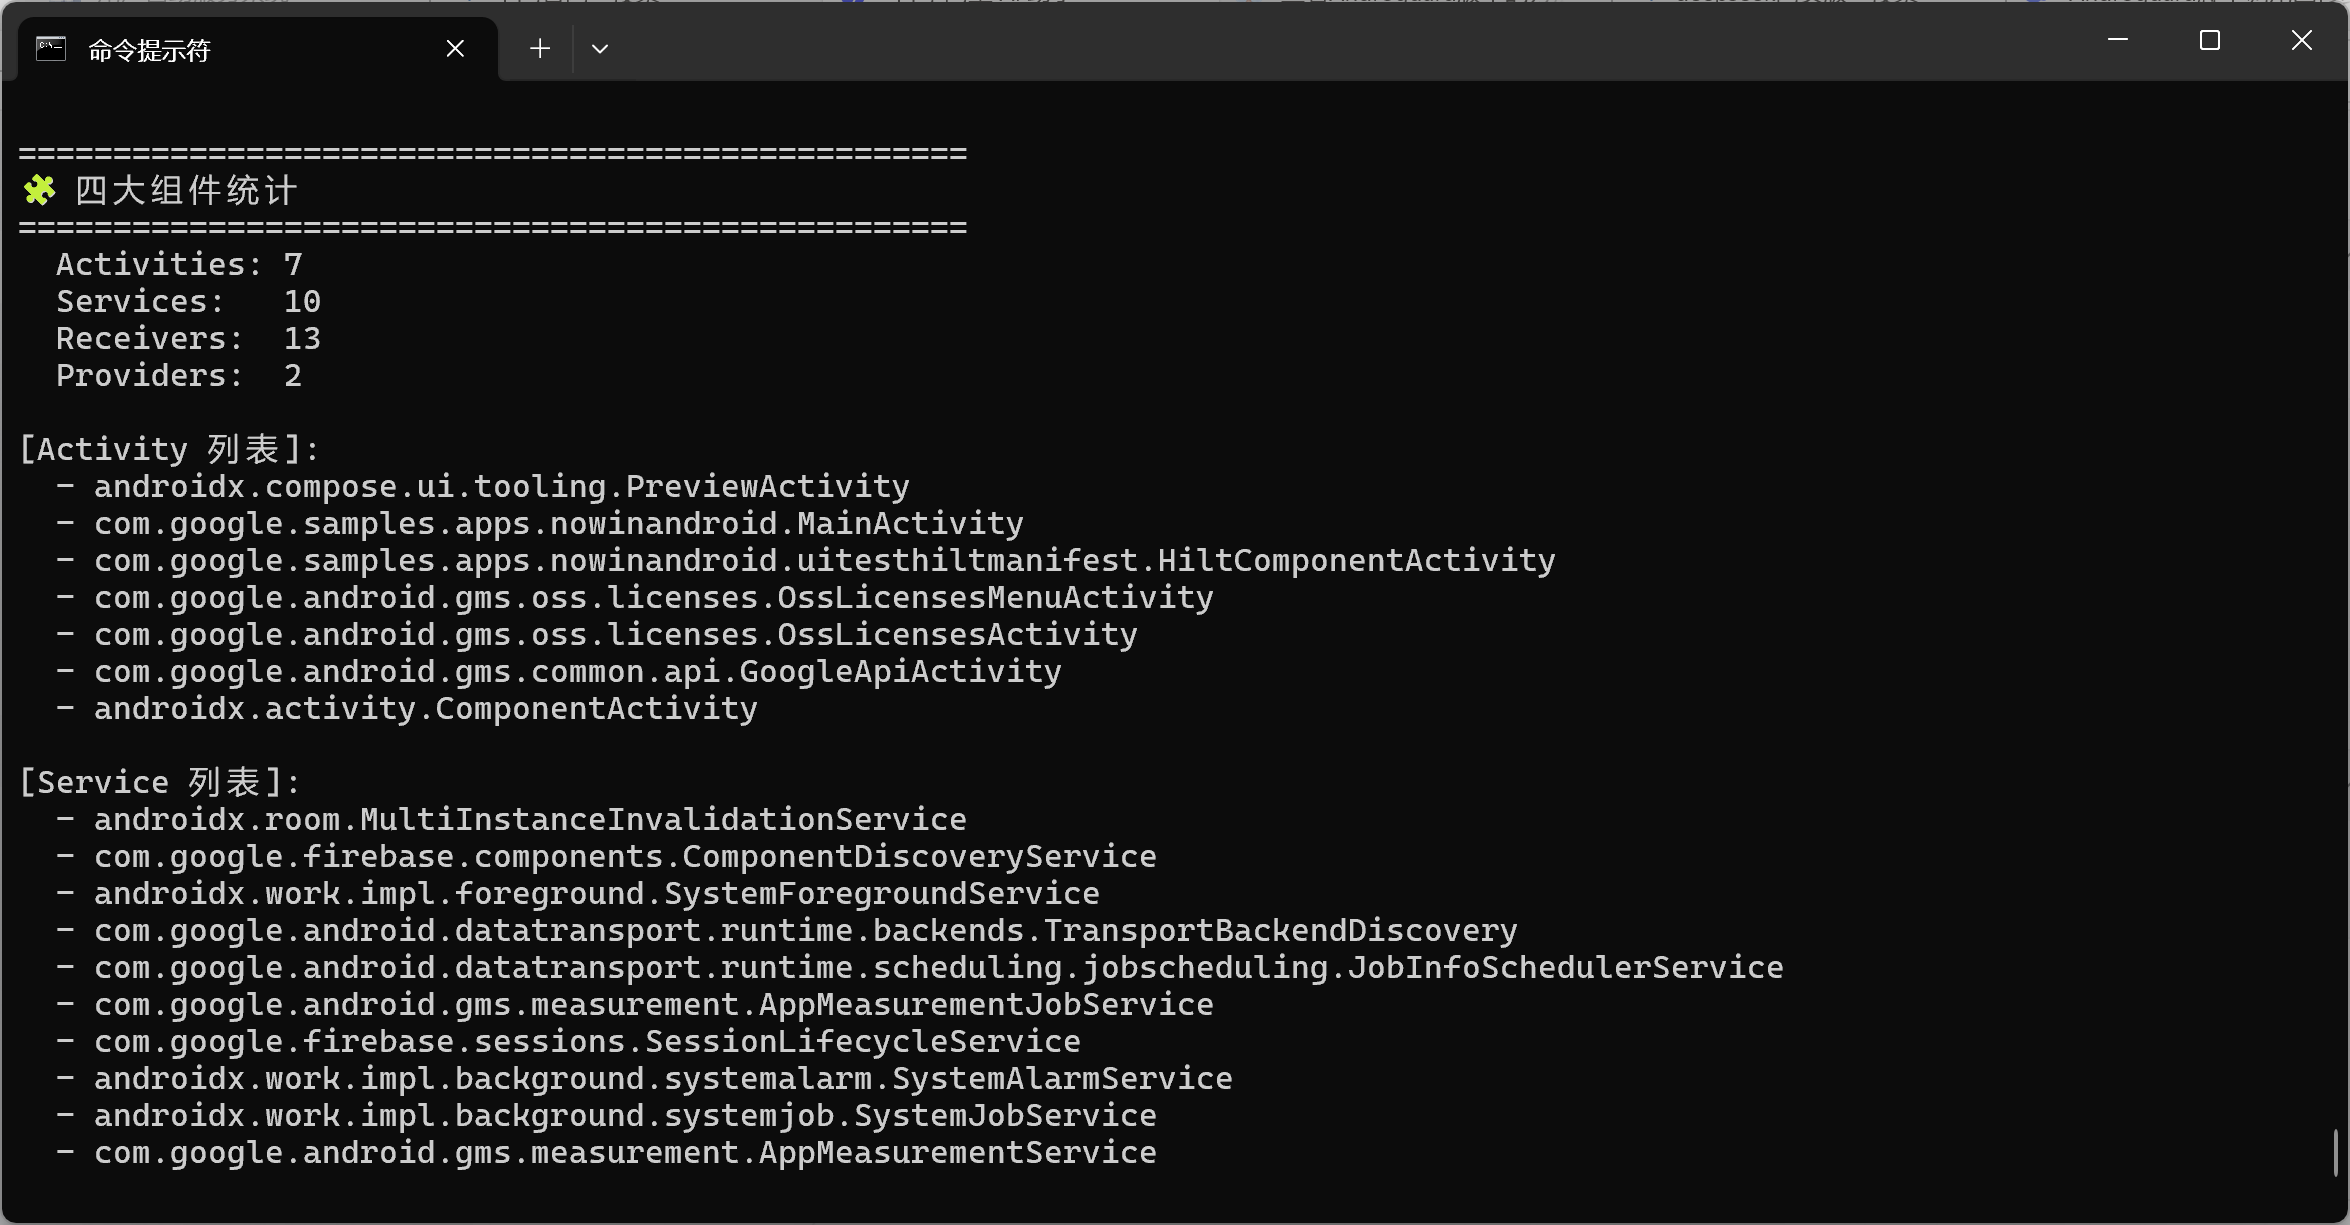 命令提示符
==================================================
🧩 四大组件统计
==================================================
Activities: 7
Services: 10
Receivers: 13
Providers: 2
[Activity 列表]:
- androidx.compose.ui.tooling.PreviewActivity
- com.google.samples.apps.nowinandroid.MainActivity
- com.google.samples.apps.nowinandroid.uitesthiltmanifest.HiltComponentActivity
- com.google.android.gms.oss.licenses.OssLicensesMenuActivity
- com.google.android.gms.oss.licenses.OssLicensesActivity
- com.google.android.gms.common.api.GoogleApiActivity
- androidx.activity.ComponentActivity
[Service 列表]:
- androidx.room.MultiInstanceInvalidationService
- com.google.firebase.components.ComponentDiscoveryService
- androidx.work.impl.foreground.SystemForegroundService
- com.google.android.datatransport.runtime.backends.TransportBackendDiscovery
- com.google.android.datatransport.runtime.scheduling.jobscheduling.JobInfoSchedulerService
- com.google.android.gms.measurement.AppMeasurementJobService
- com.google.firebase.sessions.SessionLifecycleService
- androidx.work.impl.background.systemalarm.SystemAlarmService
- androidx.work.impl.background.systemjob.SystemJobService
- com.google.android.gms.measurement.AppMeasurementService